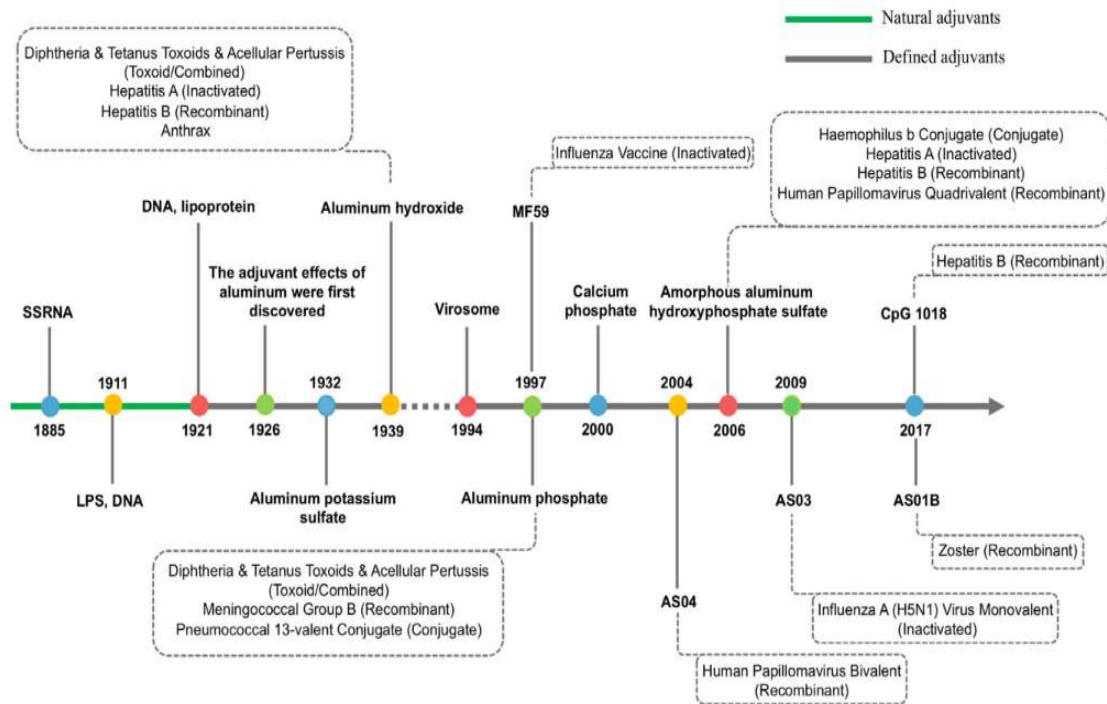 Natural adjuvants
Defined adjuvants
Diphtheria & Tetanus Toxoids & Acellular Pertussis
(Toxoid/Combined)
Hepatitis A (Inactivated)
Hepatitis B (Recombinant)
Anthrax
Influenza Vaccine (Inactivated)
Haemophilus b Conjugate (Conjugate)
Hepatitis A (Inactivated)
Hepatitis B (Recombinant)
Human Papillomavirus Quadrivalent (Recombinant)
Hepatitis B (Recombinant)
DNA, lipoprotein
Aluminum hydroxide
MF59
The adjuvant effects of
aluminum were first
discovered
SSRNA
Virosome
Calcium
phosphate
Amorphous aluminum
hydroxyphosphate sulfate
CpG 1018
1911
1932
1997
2004
2009
1885
1921
1926
1939
1994
2000
2006
2017
LPS, DNA
Aluminum potassium
sulfate
Aluminum phosphate
AS03
AS01B
Zoster (Recombinant)
Diphtheria & Tetanus Toxoids & Acellular Pertussis
(Toxoid/Combined)
Meningococcal Group B (Recombinant)
Pneumococcal 13-valent Conjugate (Conjugate)
AS04
Influenza A (H5N1) Virus Monovalent
(Inactivated)
Human Papillomavirus Bivalent
(Recombinant)